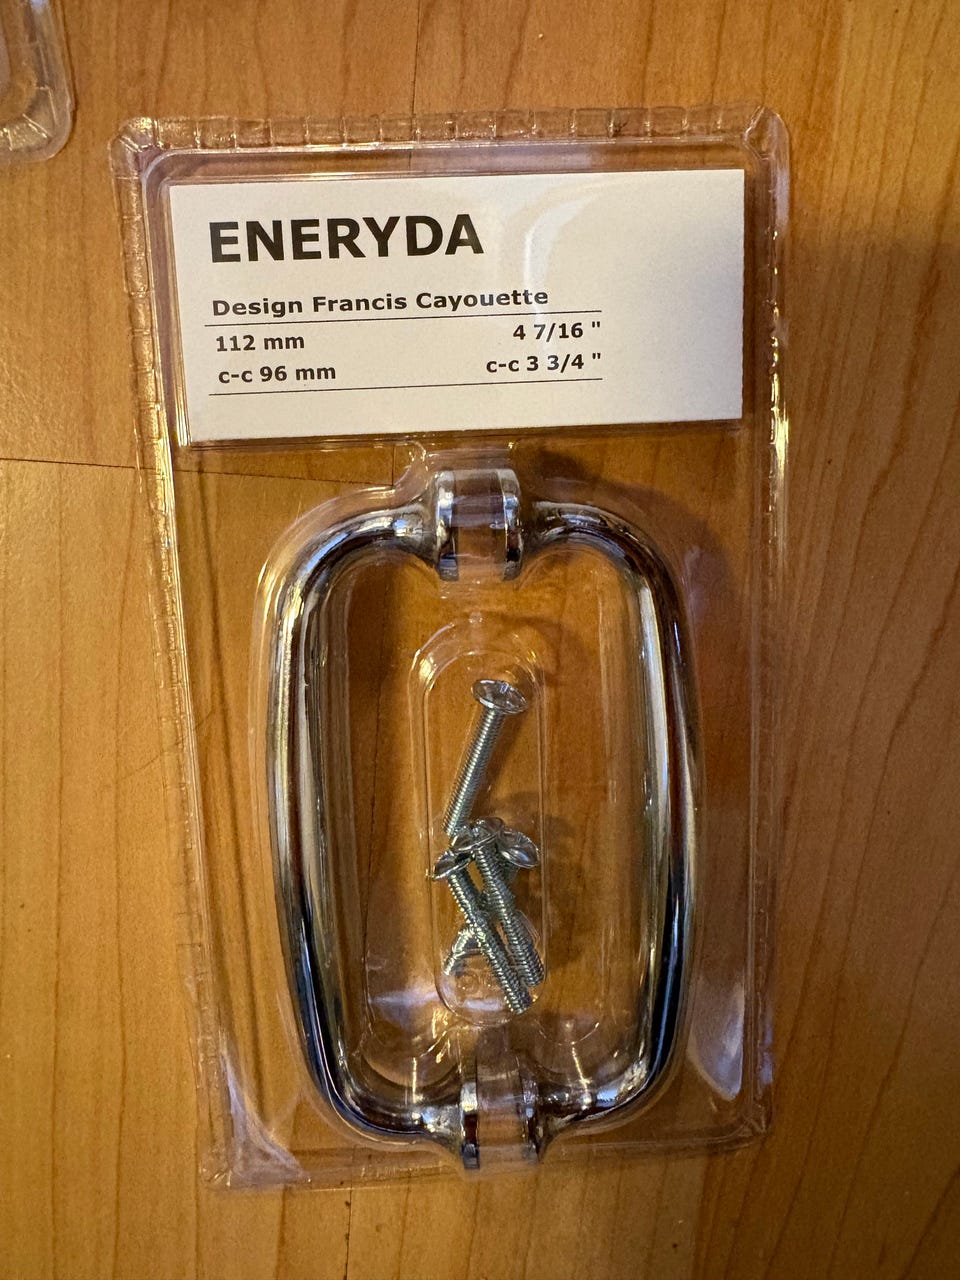 ENERYDA
Design Francis Cayouette
112 mm 4 7/16 "
c-c 96 mm c-c 3 3/4 "